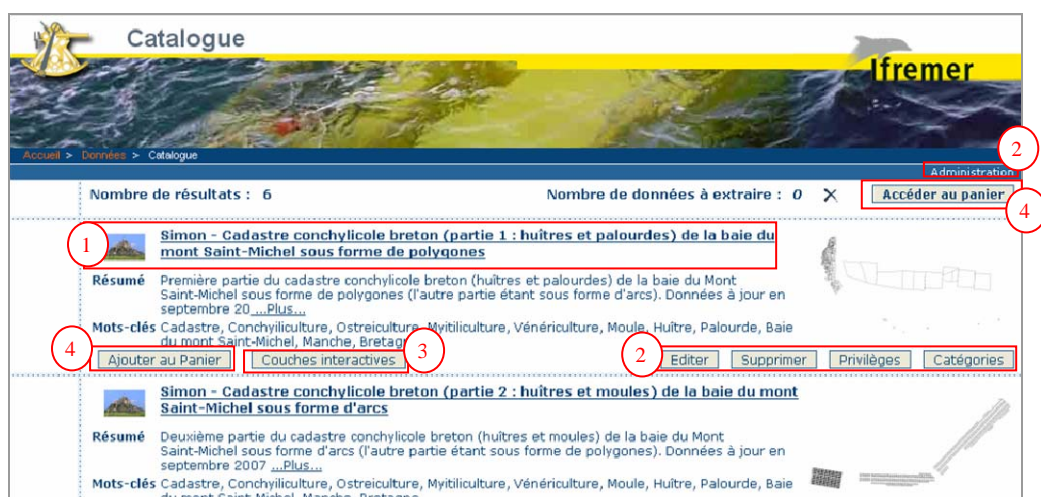 Catalogue
Ifremer
Accueil > Données > Catalogue
2
Administration
Nombre de résultats : 6
Nombre de données à extraire : 0
Accéder au panier
4
1
Simon - Cadastre conchylicole breton (partie 1 : huîtres et palourdes) de la baie du
mont Saint-Michel sous forme de polygones
Résumé Première partie du cadastre conchylicole breton (huîtres et palourdes) de la baie du Mont
Saint-Michel sous forme de polygones (l'autre partie étant sous forme d'arcs). Données à jour en
septembre 20 ...Plus...
Mots-clés Cadastre, Conchyliculture, Ostreiculture, Mytiliculture, Vénériculture, Moule, Huître, Palourde, Baie
du mont Saint-Michel, Manche, Bretagne
4
Ajouter au Panier
Couches interactives
3
2
Editer
Supprimer
Privilèges
Catégories
Simon - Cadastre conchylicole breton (partie 2 : huîtres et moules) de la baie du mont
Saint-Michel sous forme d'arcs
Résumé Deuxième partie du cadastre conchylicole breton (huîtres et moules) de la baie du Mont
Saint-Michel sous forme d'arcs (l'autre partie étant sous forme de polygones). Données à jour en
septembre 2007 ...Plus...
Mots-clés Cadastre, Conchyliculture, Ostreiculture, Mytiliculture, Vénériculture, Moule, Huître, Palourde, Baie
du mont Saint-Michel, Manche, Bretagne